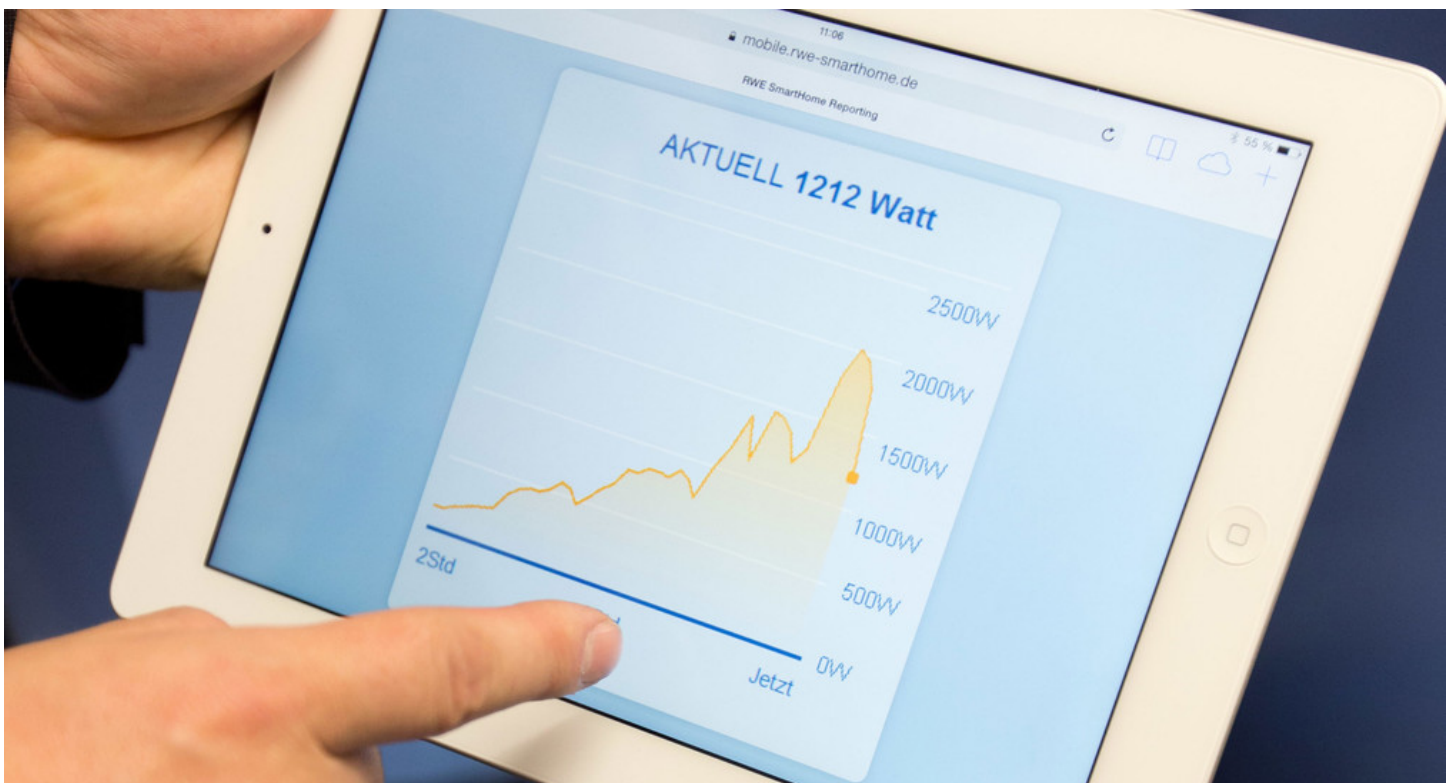 11:06
mobile.rwe-smarthome.de
55 %
RWE SmartHome Reporting
AKTUELL 1212 Watt
2500W
2000W
1500W
1000W
500W
0W
2Std
Jetzt